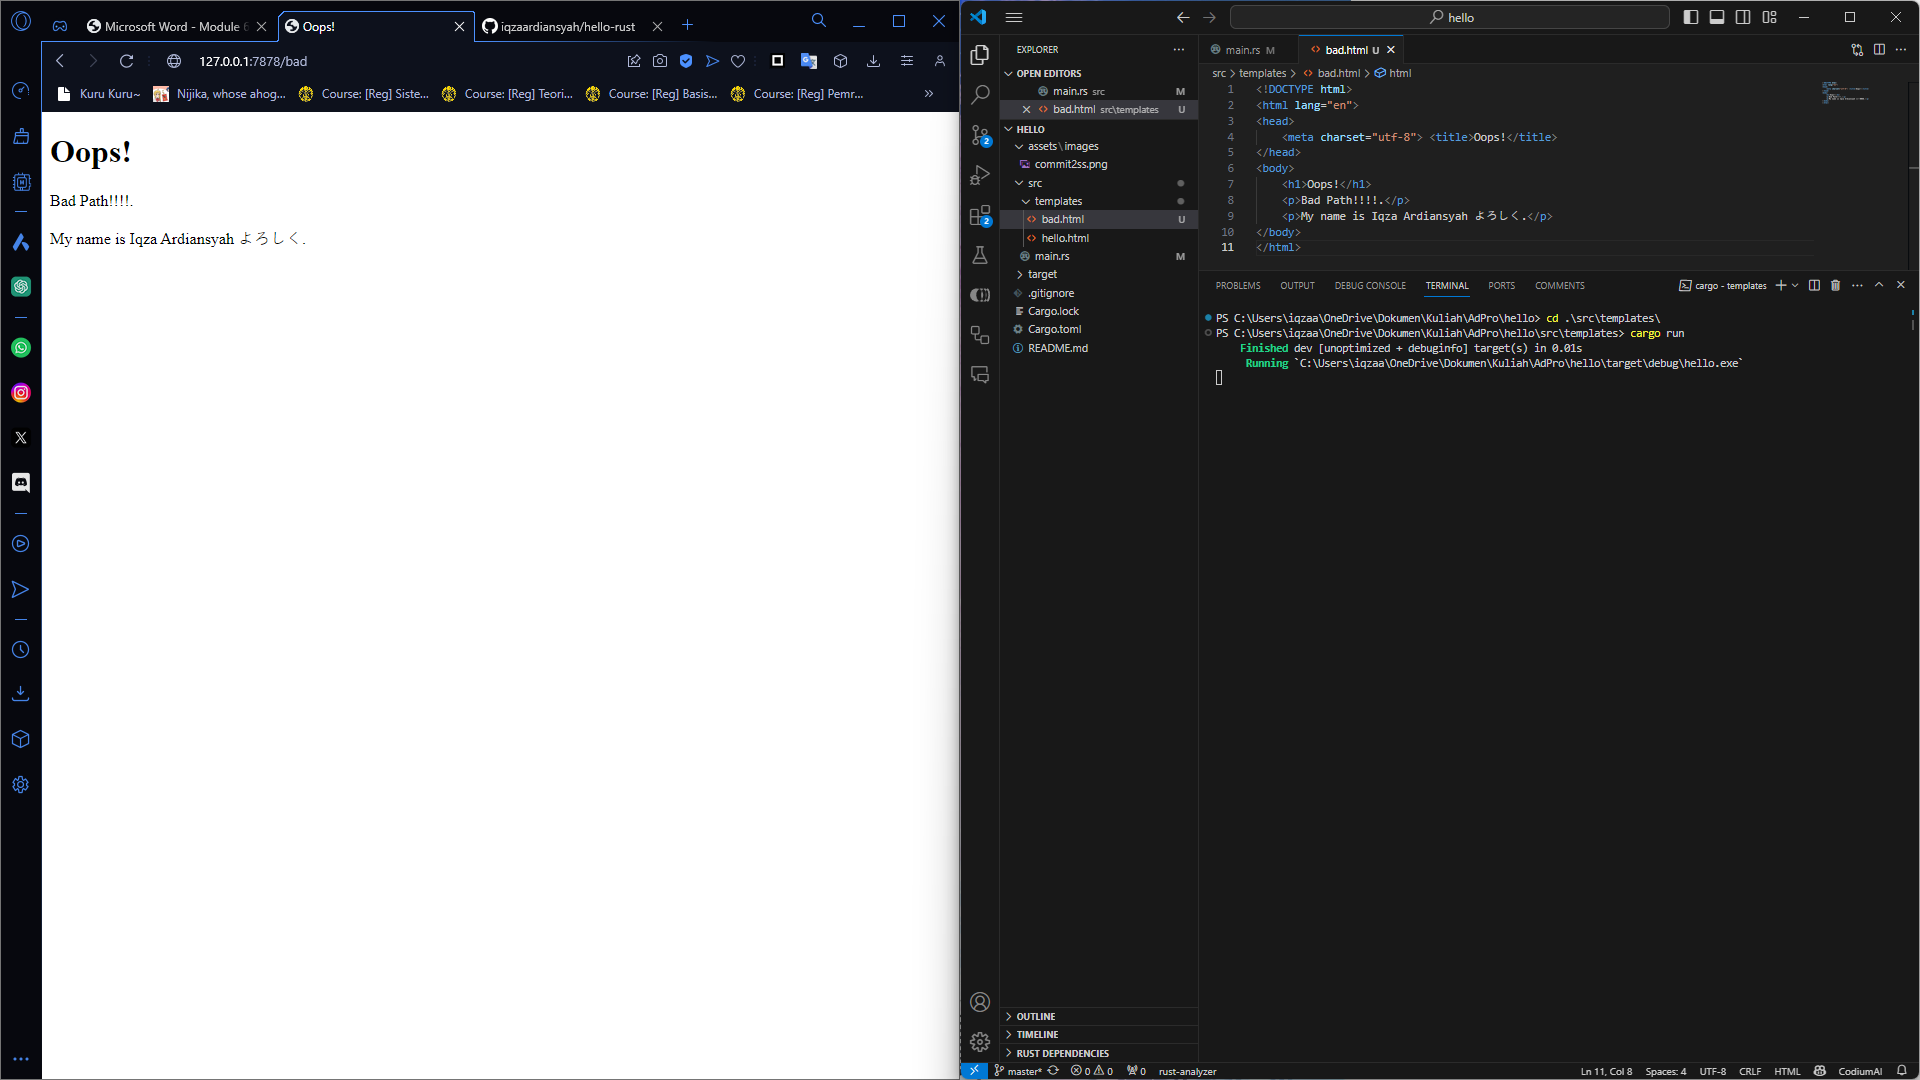 Microsoft Word - Module 6
Oops!
iqzaardiansyah/hello-rust
127.0.0.1:7878/bad
Kuru Kuru~
Nijika, whose ahog...
Course: [Reg] Siste...
Course: [Reg] Teori...
Course: [Reg] Basis...
Course: [Reg] Pemr...
Oops!
Bad Path!!!!.
My name is Iqza Ardiansyah よろしく.
hello
EXPLORER
OPEN EDITORS
main.rs src M
bad.html src\templates U
HELLO
assets\images
commit2ss.png
src
templates
bad.html U
hello.html
main.rs M
target
.gitignore
Cargo.lock
Cargo.toml
README.md
OUTLINE
TIMELINE
RUST DEPENDENCIES
2
2
main.rs M
bad.html U
src > templates > bad.html > html
1 <!DOCTYPE html>
2 <html lang="en">
3 <head>
4 <meta charset="utf-8"> <title>Oops!</title>
5 </head>
6 <body>
7 <h1>Oops!</h1>
8 <p>Bad Path!!!!.</p>
9 <p>My name is Iqza Ardiansyah よろしく.</p>
10 </body>
11 </html>
PROBLEMS OUTPUT DEBUG CONSOLE TERMINAL PORTS COMMENTS
cargo - templates
PS C:\Users\iqzaa\OneDrive\Dokumen\Kuliah\AdPro\hello> cd .\src\templates\
PS C:\Users\iqzaa\OneDrive\Dokumen\Kuliah\AdPro\hello\src\templates> cargo run
Finished dev [unoptimized + debuginfo] target(s) in 0.01s
Running `C:\Users\iqzaa\OneDrive\Dokumen\Kuliah\AdPro\hello\target\debug\hello.exe`
master* 0 0 0 rust-analyzer
Ln 11, Col 8 Spaces: 4 UTF-8 CRLF HTML CodiumAI